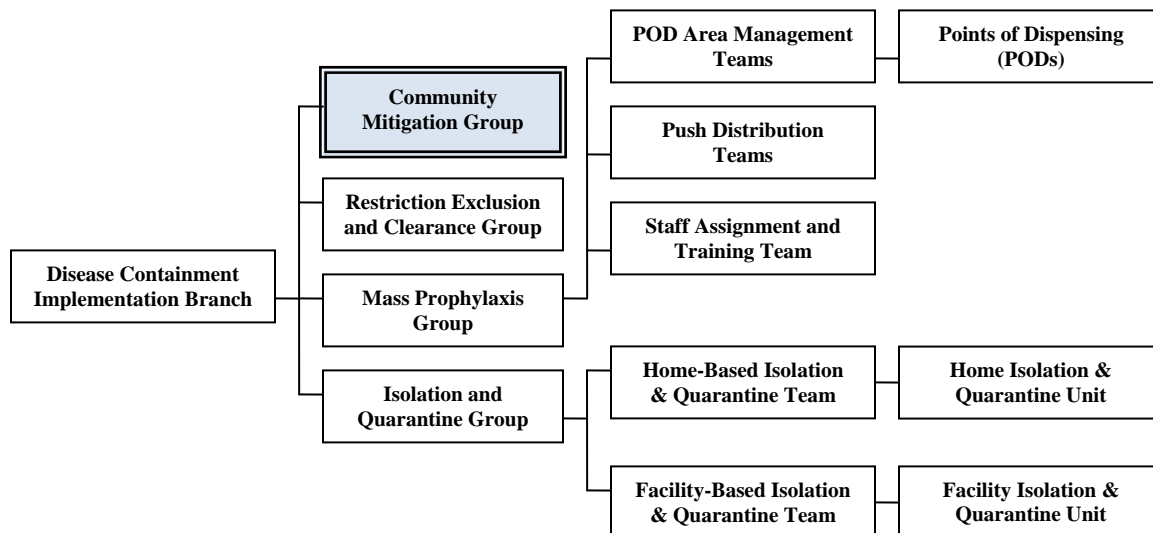 POD Area Management
Teams
Points of Dispensing
(PODs)
Community
Mitigation Group
Push Distribution
Teams
Restriction Exclusion
and Clearance Group
Staff Assignment and
Training Team
Disease Containment
Implementation Branch
Mass Prophylaxis
Group
Home-Based Isolation
& Quarantine Team
Home Isolation &
Quarantine Unit
Isolation and
Quarantine Group
Facility-Based Isolation
& Quarantine Team
Facility Isolation &
Quarantine Unit